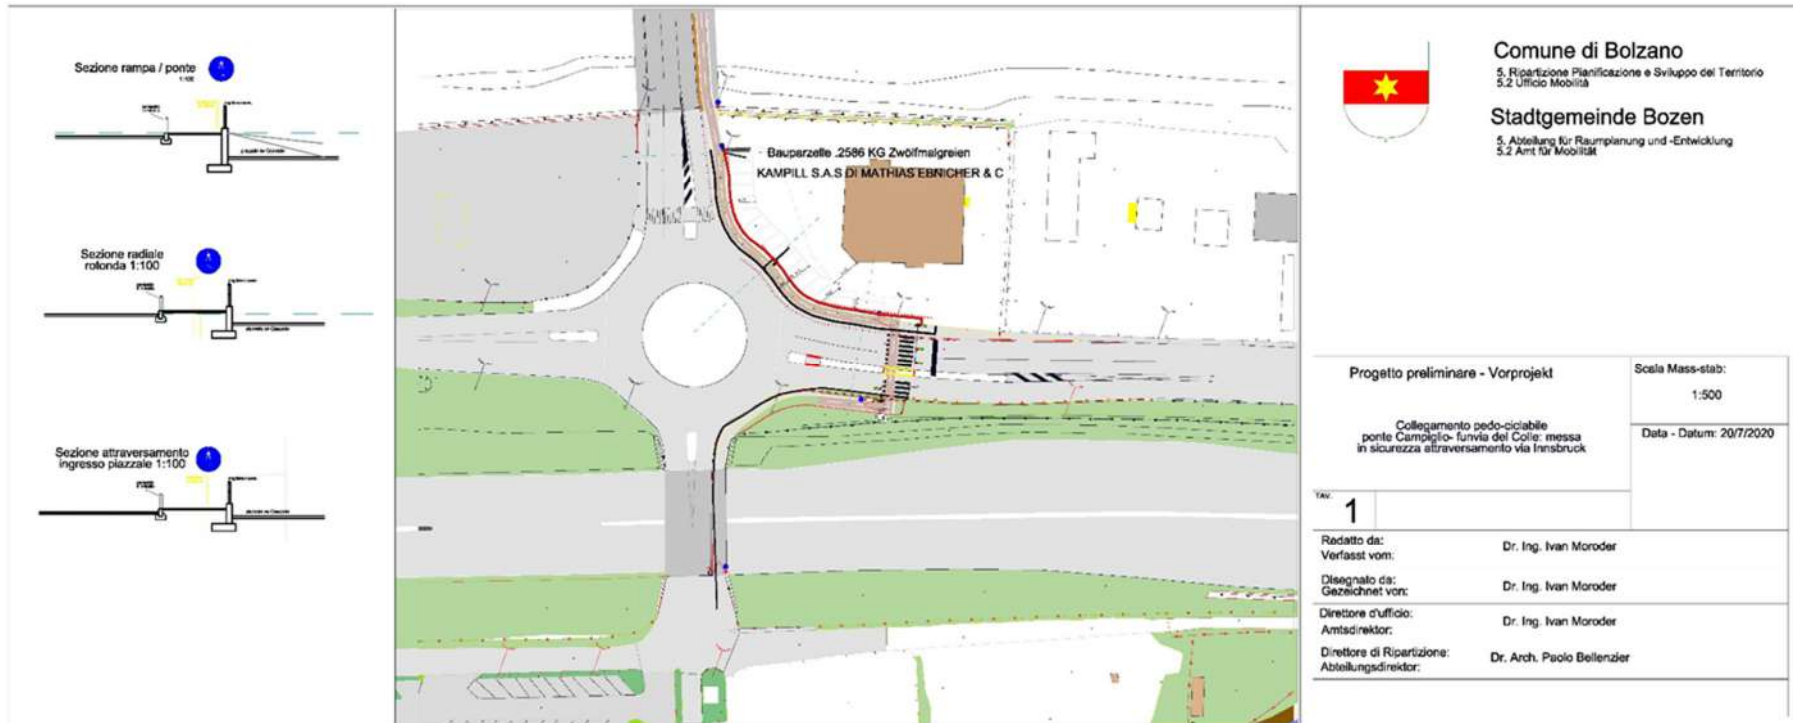 Sezione rampa / ponte
1:100
Sezione radiale
rotonda 1:100
Sezione attraversamento
ingresso piazzale 1:100
Bauparzelle .2586 KG Zwölfmalgreien
KAMPILL S.A.S DI MATHIAS EBNICHER & C
Comune di Bolzano
5. Ripartizione Pianificazione e Sviluppo del Territorio
5.2 Ufficio Mobilità
Stadtgemeinde Bozen
5. Abteilung für Raumplanung und -Entwicklung
5.2 Amt für Mobilität
Progetto preliminare - Vorprojekt
Scala Mass-stab:
1:500
Collegamento pedo-ciclabile
ponte Campiglio- funvia del Colle: messa
in sicurezza attraversamento via Innsbruck
Data - Datum: 20/7/2020
TAV.
1
Redatto da:
Verfasst vom:
Dr. Ing. Ivan Moroder
Disegnato da:
Gezeichnet von:
Dr. Ing. Ivan Moroder
Direttore d'ufficio:
Amtsdirektor:
Dr. Ing. Ivan Moroder
Direttore di Ripartizione:
Abteilungsdirektor:
Dr. Arch. Paolo Bellenzier